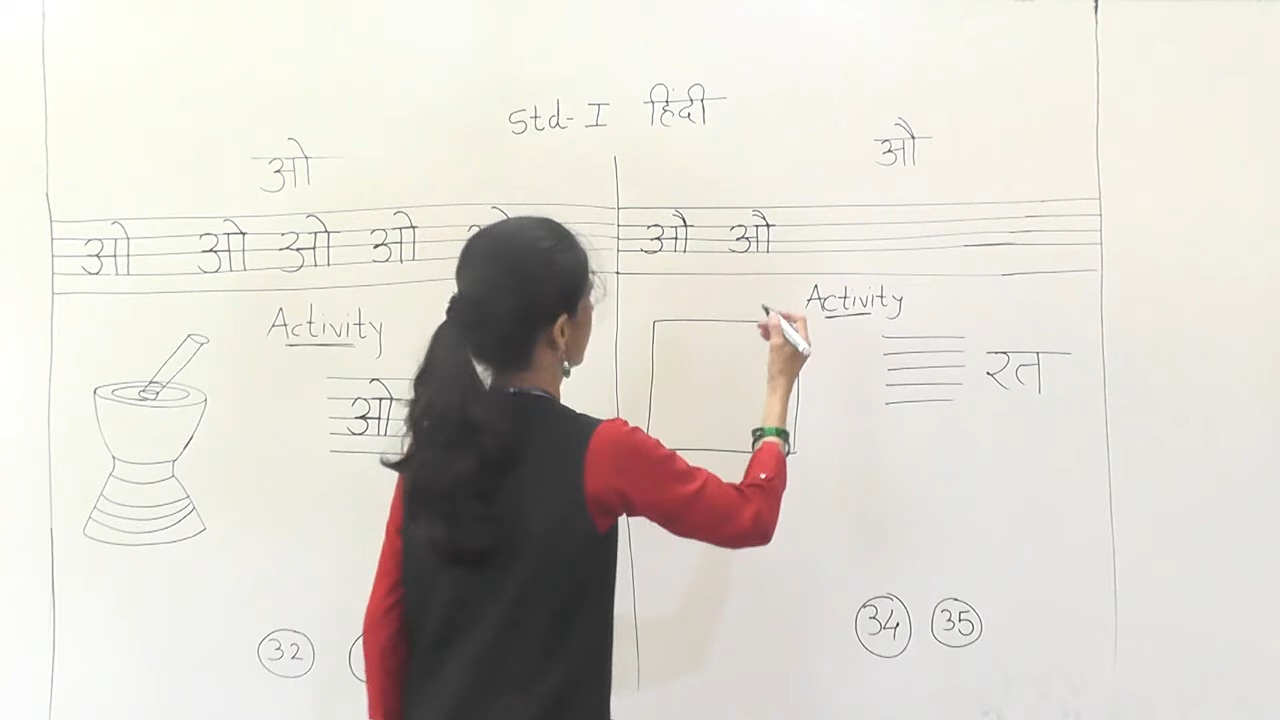 Std-I हिंदी
ओ
ओ ओ ओ ओ
Activity
ओ
32
औ
औ औ
Activity
रत
34 35